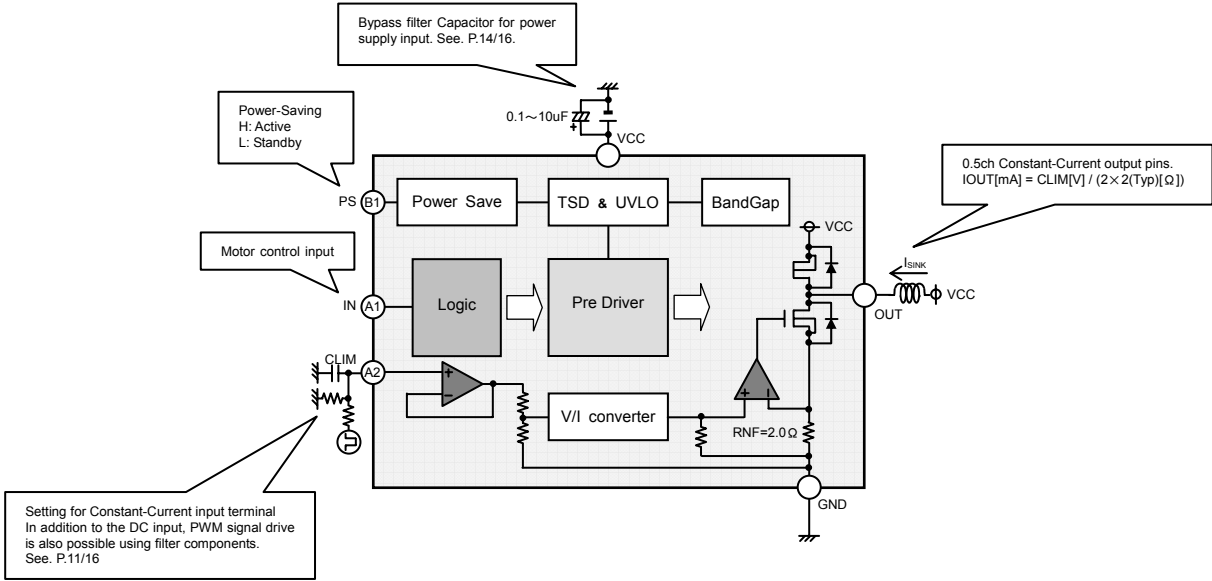 Bypass filter Capacitor for power
supply input. See. P.14/16.
Power-Saving
H: Active
L: Standby
0.1～10uF
+
VCC
0.5ch Constant-Current output pins.
IOUT[mA] = CLIM[V] / (2×2(Typ)[Ω])
PS B1
Power Save
TSD & UVLO
BandGap
VCC
Motor control input
ISINK
VCC
OUT
IN A1
Logic
Pre Driver
CLIM
A2
+
−
V/I converter
+ −
RNF=2.0Ω
GND
Setting for Constant-Current input terminal
In addition to the DC input, PWM signal drive
is also possible using filter components.
See. P.11/16